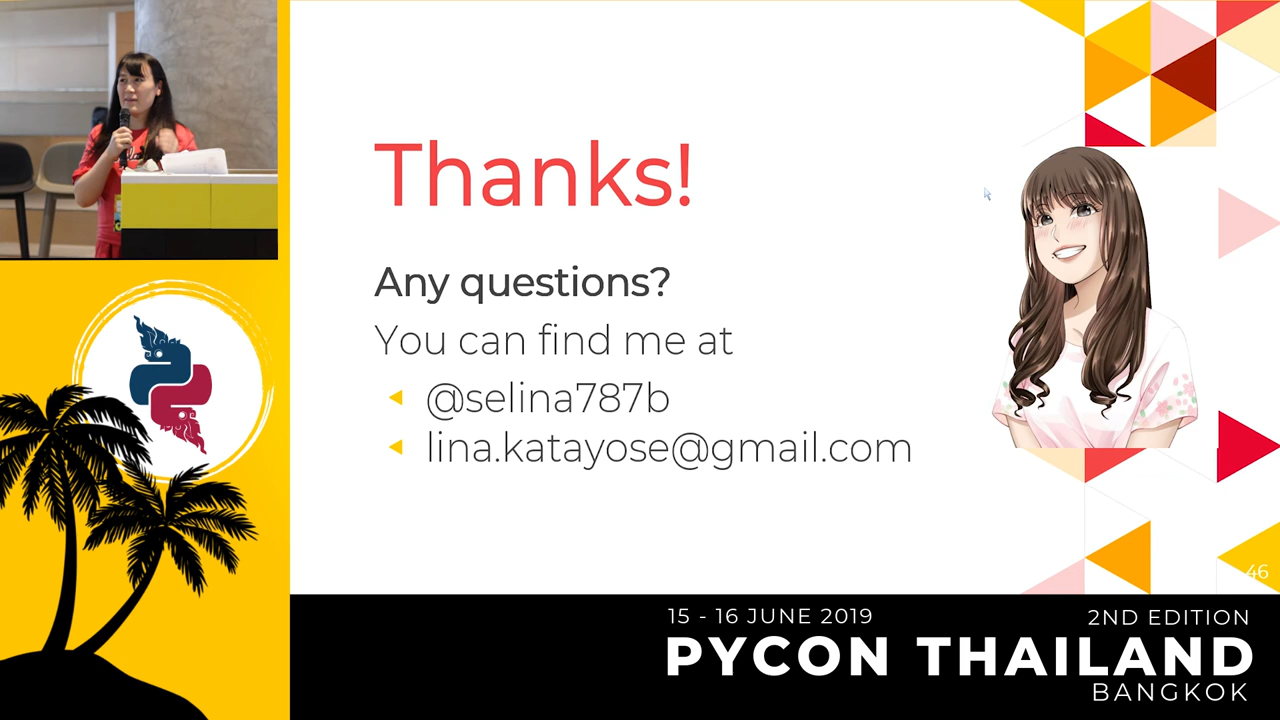 Thanks!
Any questions?
You can find me at
@selina787b
lina.katayose@gmail.com
46
15 - 16 JUNE 2019
2ND EDITION
PYCON THAILAND
BANGKOK